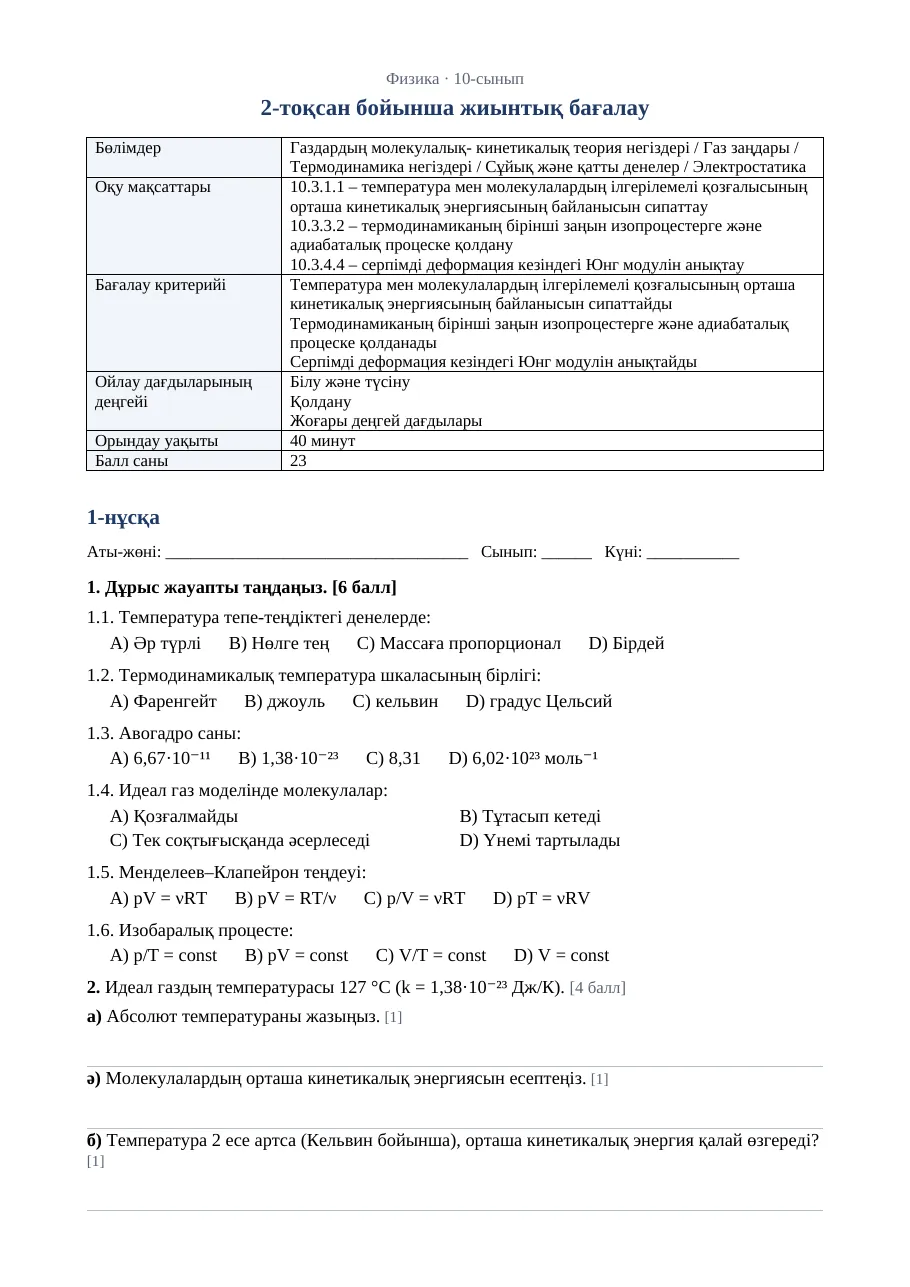 Физика · 10-сынып
2-тоқсан бойынша жиынтық бағалау
Бөлімдер
Газдардың молекулалық- кинетикалық теория негіздері / Газ заңдары /
Термодинамика негіздері / Сұйық және қатты денелер / Электростатика
Оқу мақсаттары
10.3.1.1 – температура мен молекулалардың ілгерілемелі қозғалысының
орташа кинетикалық энергиясының байланысын сипаттау
10.3.3.2 – термодинамиканың бірінші заңын изопроцестерге және
адиабаталық процеске қолдану
10.3.4.4 – серпімді деформация кезіндегі Юнг модулін анықтау
Бағалау критерийі
Температура мен молекулалардың ілгерілемелі қозғалысының орташа
кинетикалық энергиясының байланысын сипаттайды
Термодинамиканың бірінші заңын изопроцестерге және адиабаталық
процеске қолданады
Серпімді деформация кезіндегі Юнг модулін анықтайды
Ойлау дағдыларының
деңгейі
Білу және түсіну
Қолдану
Жоғары деңгей дағдылары
Орындау уақыты
40 минут
Балл саны
23
1-нұсқа
Аты-жөні: ____________________________________ Сынып: ______ Күні: ___________
1. Дұрыс жауапты таңдаңыз. [6 балл]
1.1. Температура тепе-теңдіктегі денелерде:
A) Әр түрлі B) Нөлге тең C) Массаға пропорционал D) Бірдей
1.2. Термодинамикалық температура шкаласының бірлігі:
A) Фаренгейт B) джоуль C) кельвин D) градус Цельсий
1.3. Авогадро саны:
A) 6,67·10⁻¹¹ B) 1,38·10⁻²³ C) 8,31 D) 6,02·10²³ моль⁻¹
1.4. Идеал газ моделінде молекулалар:
A) Қозғалмайды B) Тұтасып кетеді
C) Тек соқтығысқанда әсерлеседі D) Үнемі тартылады
1.5. Менделеев–Клапейрон теңдеуі:
A) pV = νRT B) pV = RT/ν C) p/V = νRT D) pT = νRV
1.6. Изобаралық процесте:
A) p/T = const B) pV = const C) V/T = const D) V = const
2. Идеал газдың температурасы 127 °C (k = 1,38·10⁻²³ Дж/К). [4 балл]
а) Абсолют температураны жазыңыз. [1]
ә) Молекулалардың орташа кинетикалық энергиясын есептеңіз. [1]
б) Температура 2 есе артса (Кельвин бойынша), орташа кинетикалық энергия қалай өзгереді?
[1]